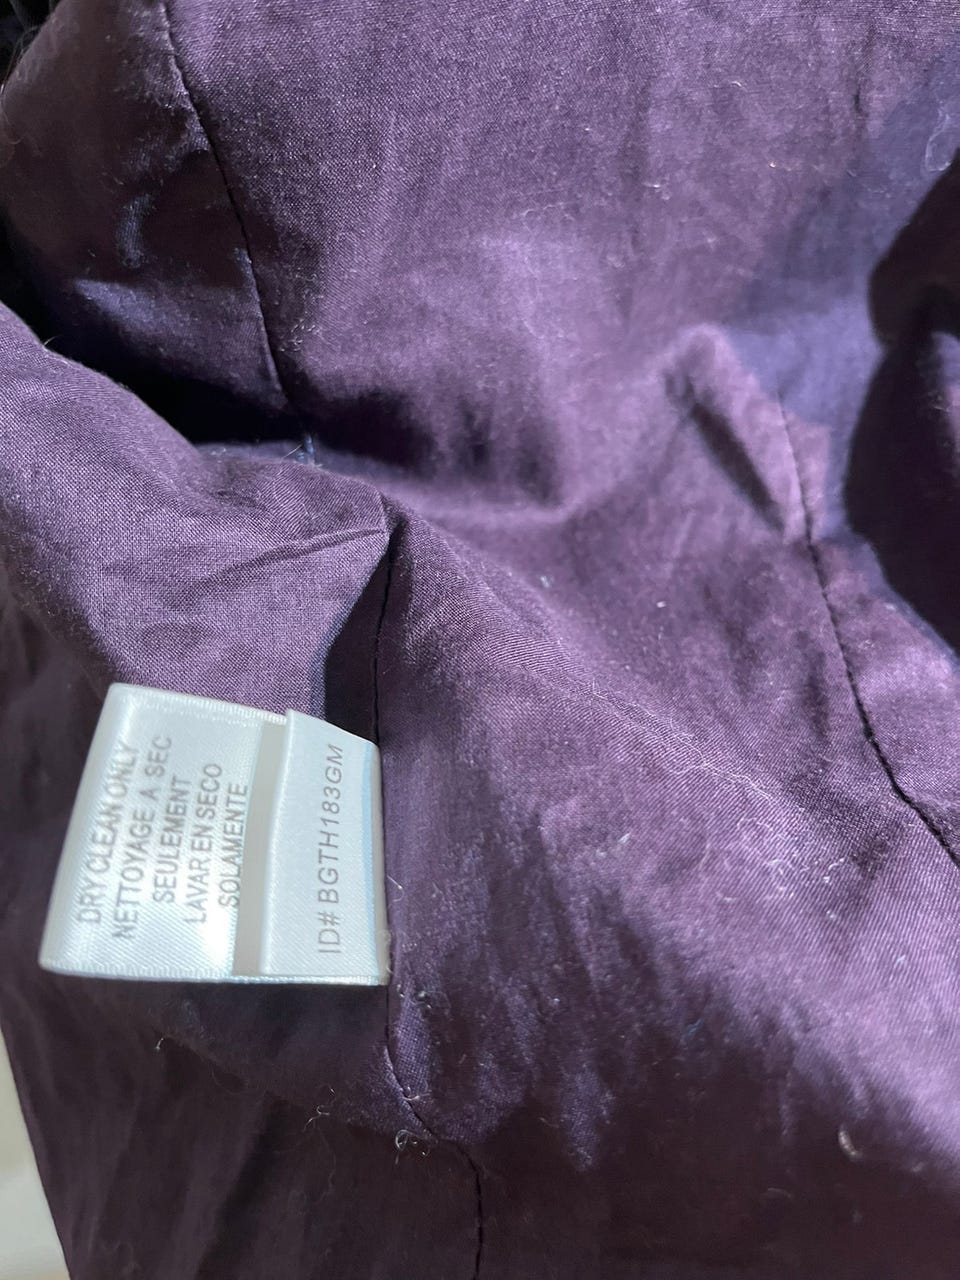 DRY CLEAN ONLY
NETTOYAGE A SEC
SEULEMENT
LAVAR EN SECO
SOLAMENTE
ID# BGTH183GM